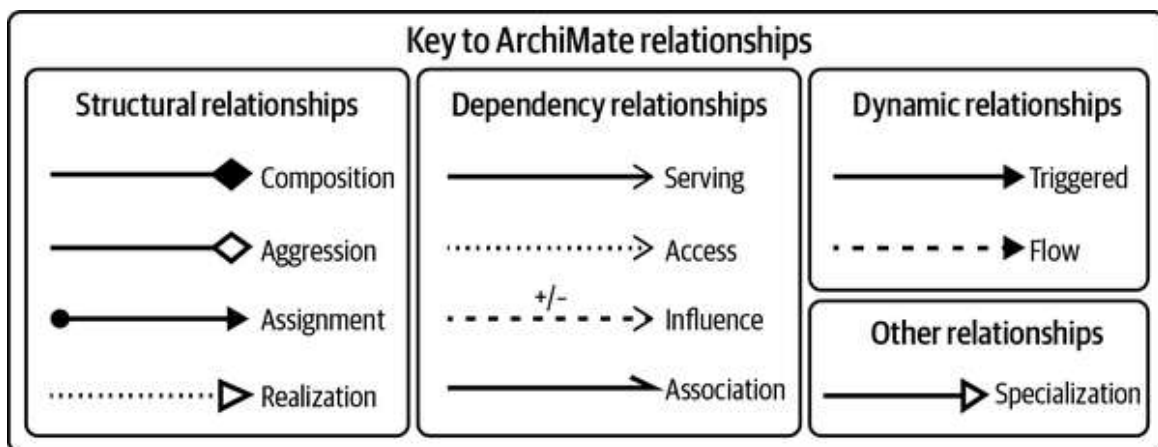 Key to ArchiMate relationships
Structural relationships
Composition
Aggression
Assignment
Realization
Dependency relationships
Serving
Access
+/–
Influence
Association
Dynamic relationships
Triggered
Flow
Other relationships
Specialization